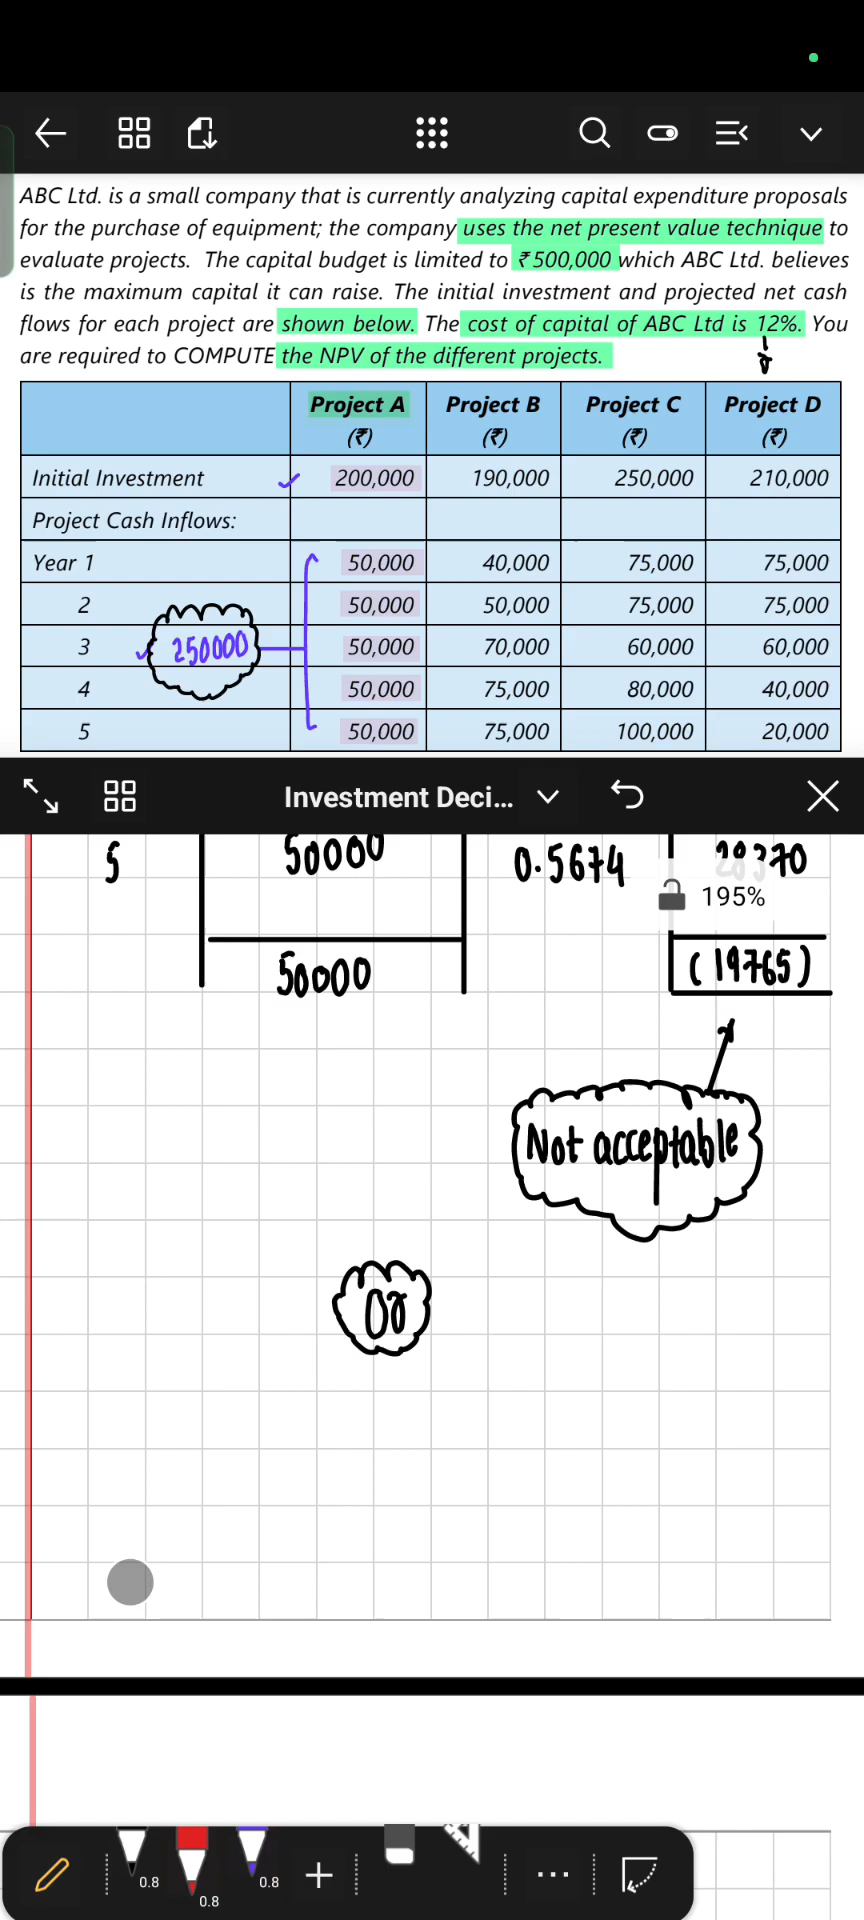 ABC Ltd. is a small company that is currently analyzing capital expenditure proposals
for the purchase of equipment; the company uses the net present value technique to
evaluate projects. The capital budget is limited to ₹500,000 which ABC Ltd. believes
is the maximum capital it can raise. The initial investment and projected net cash
flows for each project are shown below. The cost of capital of ABC Ltd is 12%. You
are required to COMPUTE the NPV of the different projects.
Project A Project B Project C Project D
(₹) (₹) (₹) (₹)
Initial Investment 200,000 190,000 250,000 210,000
Project Cash Inflows:
Year 1 50,000 40,000 75,000 75,000
2 50,000 50,000 75,000 75,000
3 250000 50,000 70,000 60,000 60,000
4 50,000 75,000 80,000 40,000
5 50,000 75,000 100,000 20,000
Investment Deci...
5 50000 0.5674 28370
195%
50000 (19765)
Not acceptable
Or
0.8 0.8 0.8